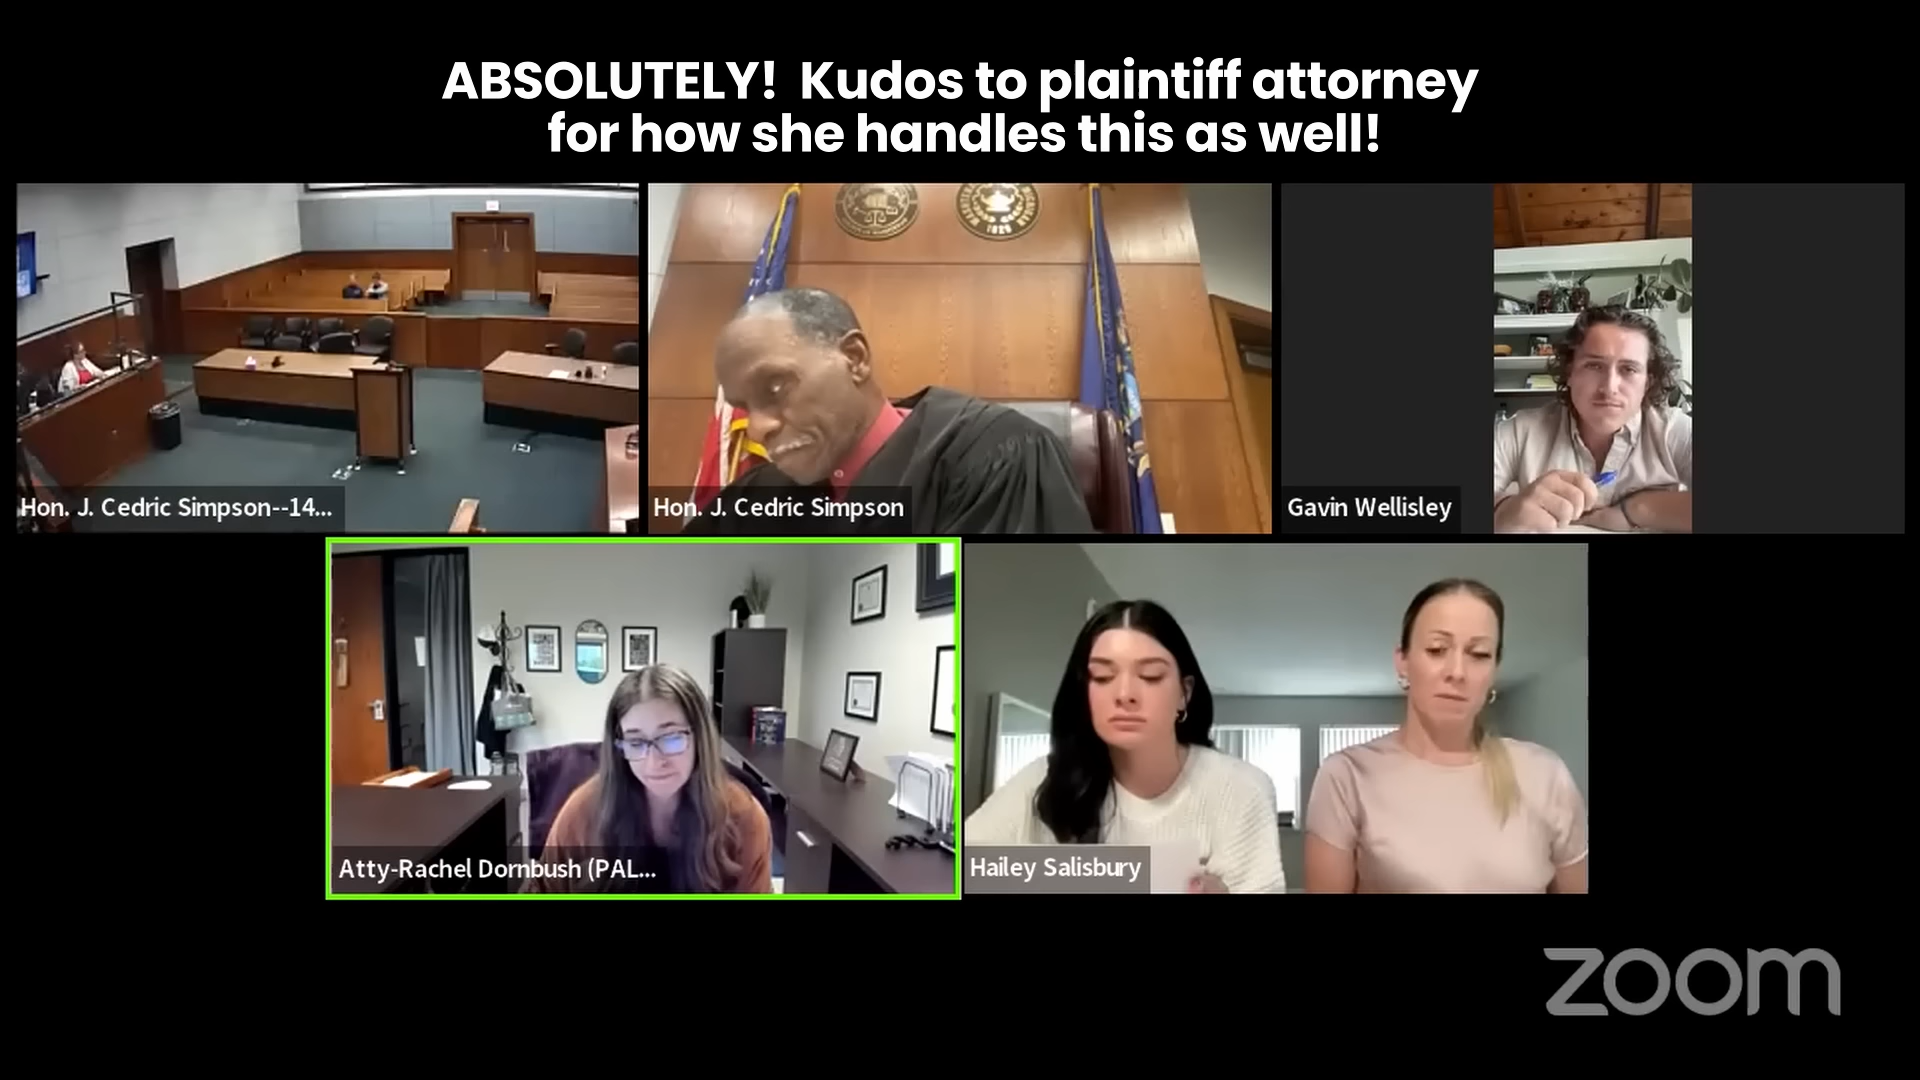 ABSOLUTELY! Kudos to plaintiff attorney
for how she handles this as well!
1826
Hon. J. Cedric Simpson--14...
Hon. J. Cedric Simpson
Gavin Wellisley
Atty-Rachel Dornbush (PAL...
Hailey Salisbury
zoom